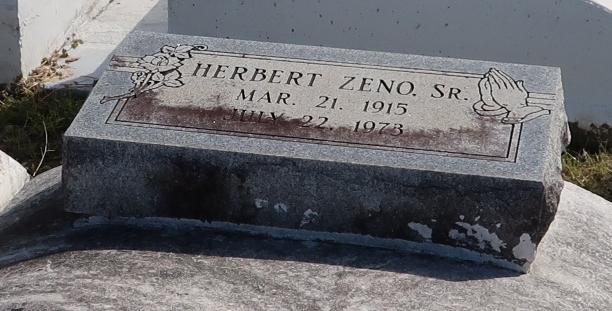 HERBERT ZENO, SR.
MAR. 21. 1915
JULY 22. 1973